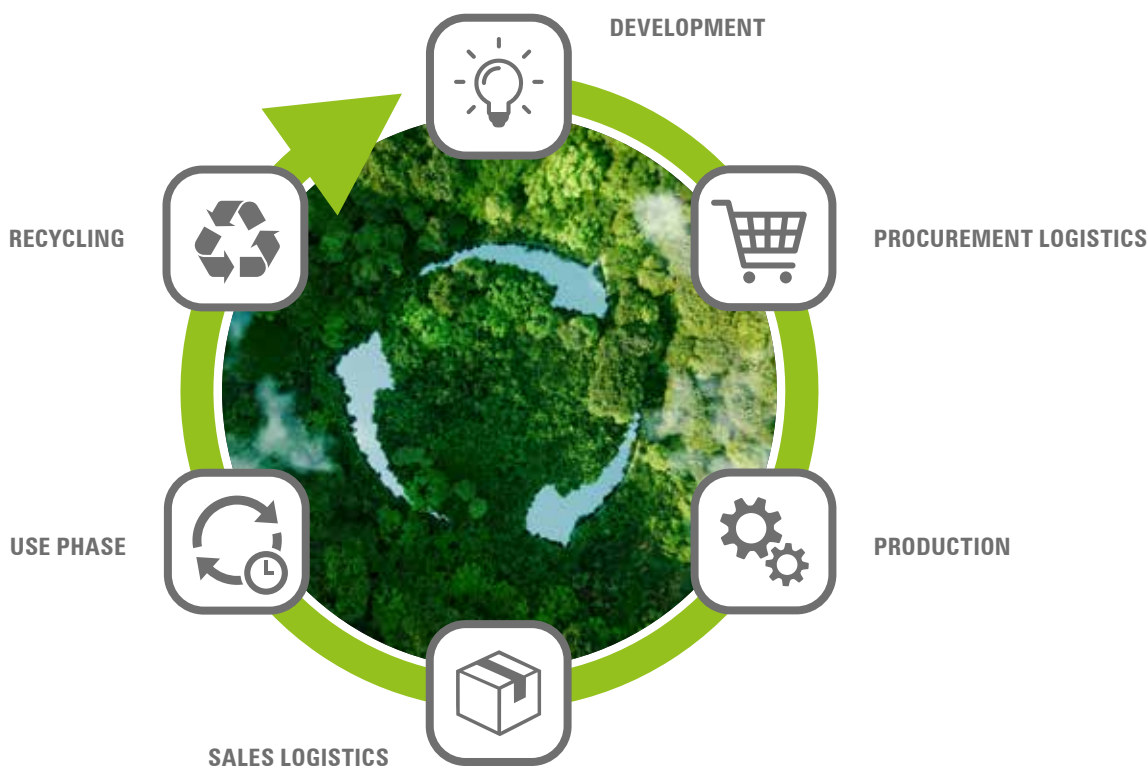 DEVELOPMENT
PROCUREMENT LOGISTICS
PRODUCTION
SALES LOGISTICS
USE PHASE
RECYCLING